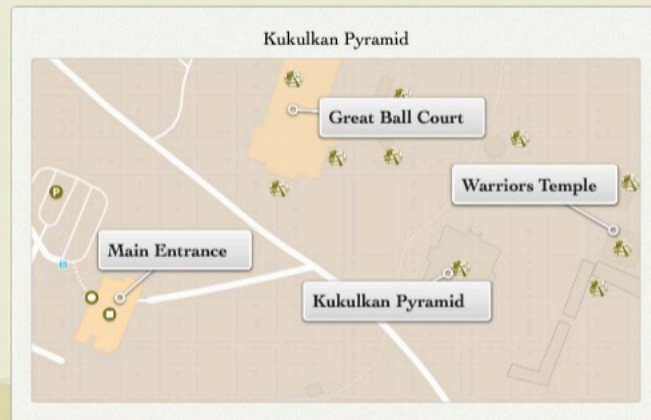 Kukulkan Pyramid
Great Ball Court
Warriors Temple
Main Entrance
Kukulkan Pyramid
P